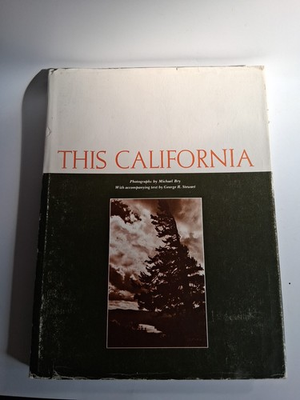 THIS CALIFORNIA
Photographs by Michael Bry
With accompanying text by George R. Stewart